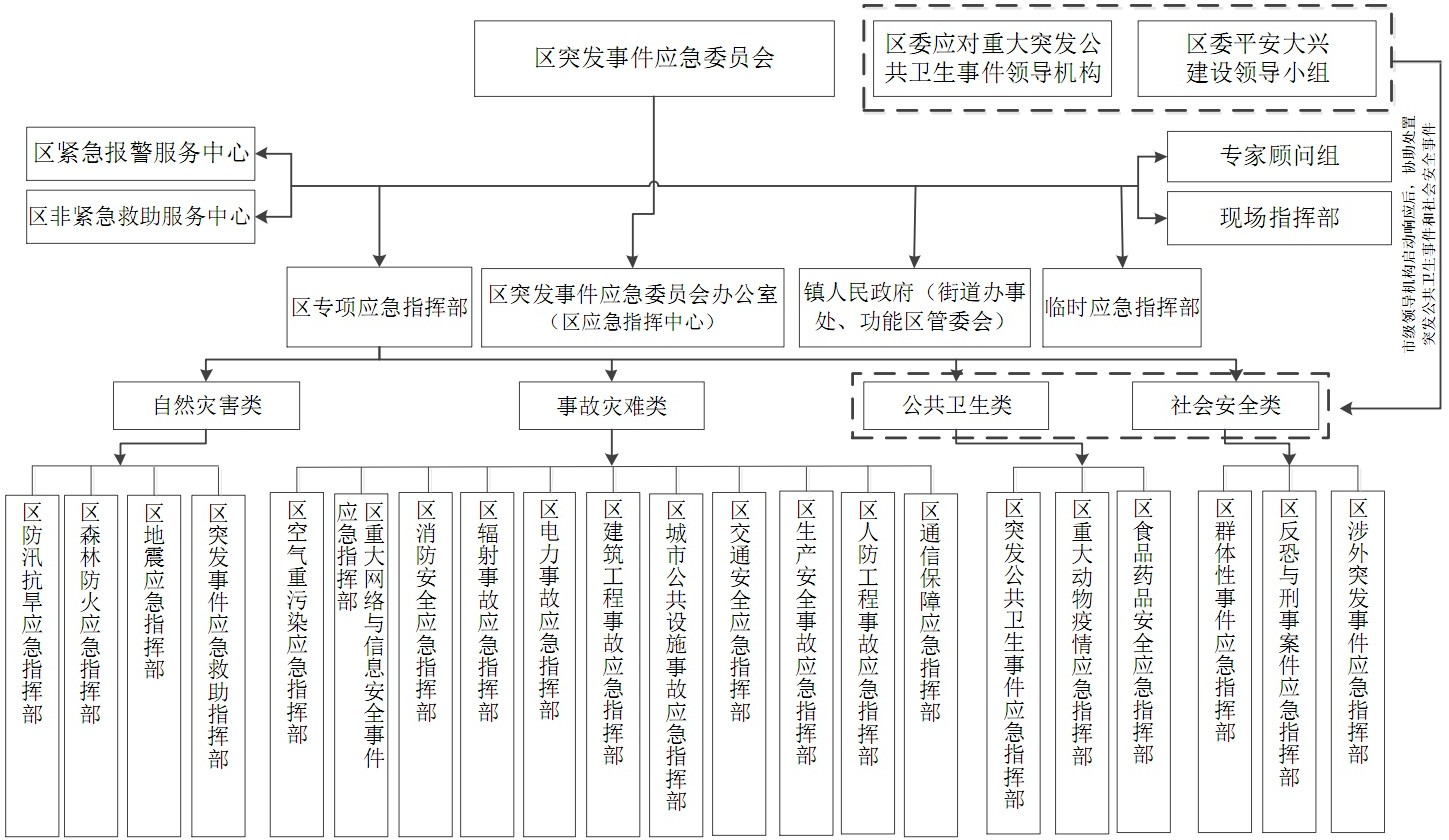 区突发事件应急委员会
区委应对重大突发公
共卫生事件领导机构
区委平安大兴
建设领导小组
区紧急报警服务中心
区非紧急救助服务中心
专家顾问组
现场指挥部
市级领导机构启动响应后，协助处置
突发公共卫生事件和社会安全事件
区专项应急指挥部
区突发事件应急委员会办公室
（区应急指挥中心）
镇人民政府（街道办事
处、功能区管委会）
临时应急指挥部
自然灾害类
事故灾难类
公共卫生类
社会安全类
区防汛抗旱应急指挥部
区森林防火应急指挥部
区地震应急指挥部
区突发事件应急救助指挥部
区空气重污染应急指挥部
区重大网络与信息安全事件
应急指挥部
区消防安全应急指挥部
区辐射事故应急指挥部
区电力事故应急指挥部
区建筑工程事故应急指挥部
区城市公共设施事故应急指挥部
区交通安全应急指挥部
区生产安全事故应急指挥部
区人防工程事故应急指挥部
区通信保障应急指挥部
区突发公共卫生事件应急指挥部
区重大动物疫情应急指挥部
区食品药品安全应急指挥部
区群体性事件应急指挥部
区反恐与刑事案件应急指挥部
区涉外突发事件应急指挥部